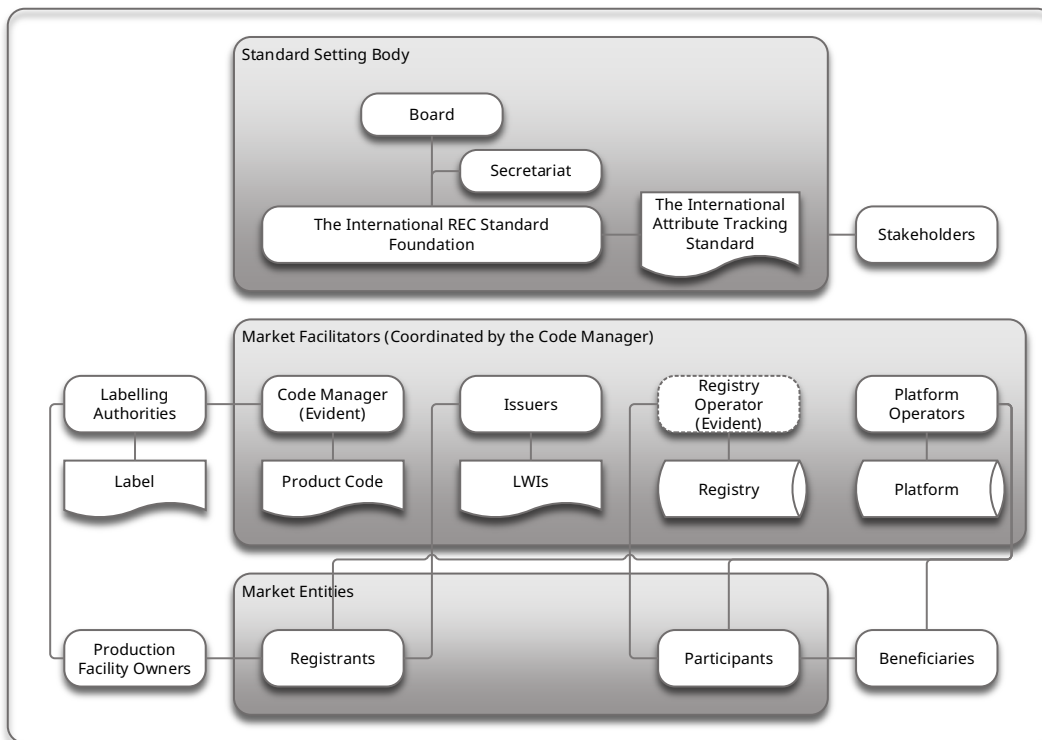 Standard Setting Body
Board
Secretariat
The International REC Standard
Foundation
The International
Attribute Tracking
Standard
Stakeholders
Market Facilitators (Coordinated by the Code Manager)
Labelling
Authorities
Code Manager
(Evident)
Issuers
Registry
Operator
(Evident)
Platform
Operators
Label
Product Code
LWIs
Registry
Platform
Market Entities
Production
Facility Owners
Registrants
Participants
Beneficiaries